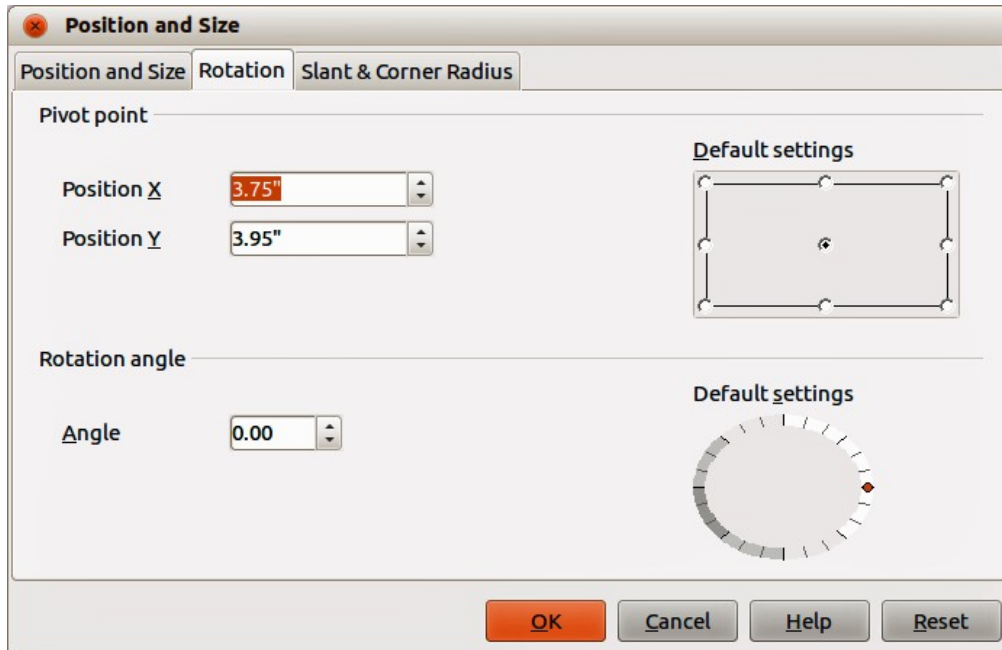 Position and Size
Position and Size Rotation Slant & Corner Radius
Pivot point
Default settings
Position X 3.75"
Position Y 3.95"
Rotation angle
Default settings
Angle 0.00
OK Cancel Help Reset